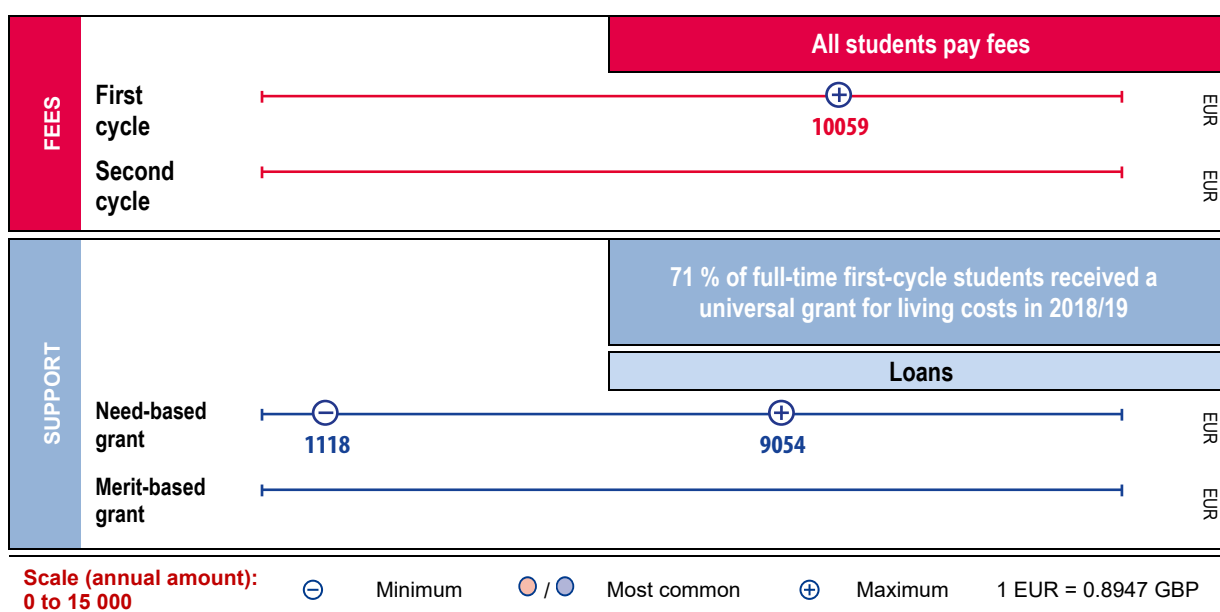 All students pay fees
FEES
First
cycle
10059
EUR
Second
cycle
EUR
71 % of full-time first-cycle students received a
universal grant for living costs in 2018/19
Loans
SUPPORT
Need-based
grant
1118
9054
EUR
Merit-based
grant
EUR
Scale (annual amount):
0 to 15 000
Minimum
/
Most common
Maximum
1 EUR = 0.8947 GBP